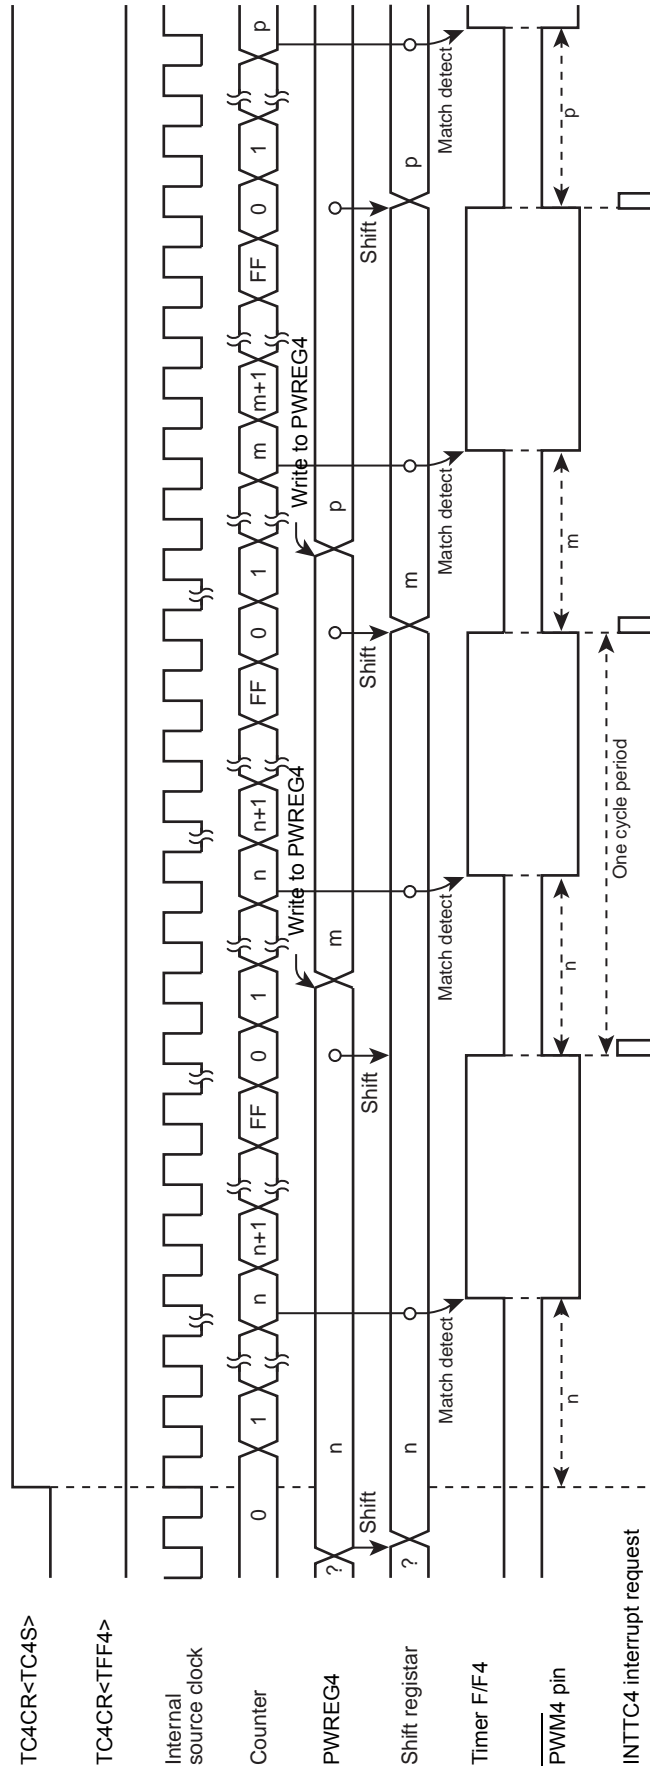 TC4CR<TC4S>
TC4CR<TFF4>
Internal
source clock
Counter 0 1 n n+1 FF 0 1 n n+1 FF 0 1 m m+1 FF 0 1 p
Write to PWREG4 Write to PWREG4
PWREG4 ? n m p
Shift Shift Shift Shift
Shift registar ? n m p
Match detect Match detect Match detect Match detect
Timer F/F4
PWM4 pin
n n m p
One cycle period
INTTC4 interrupt request